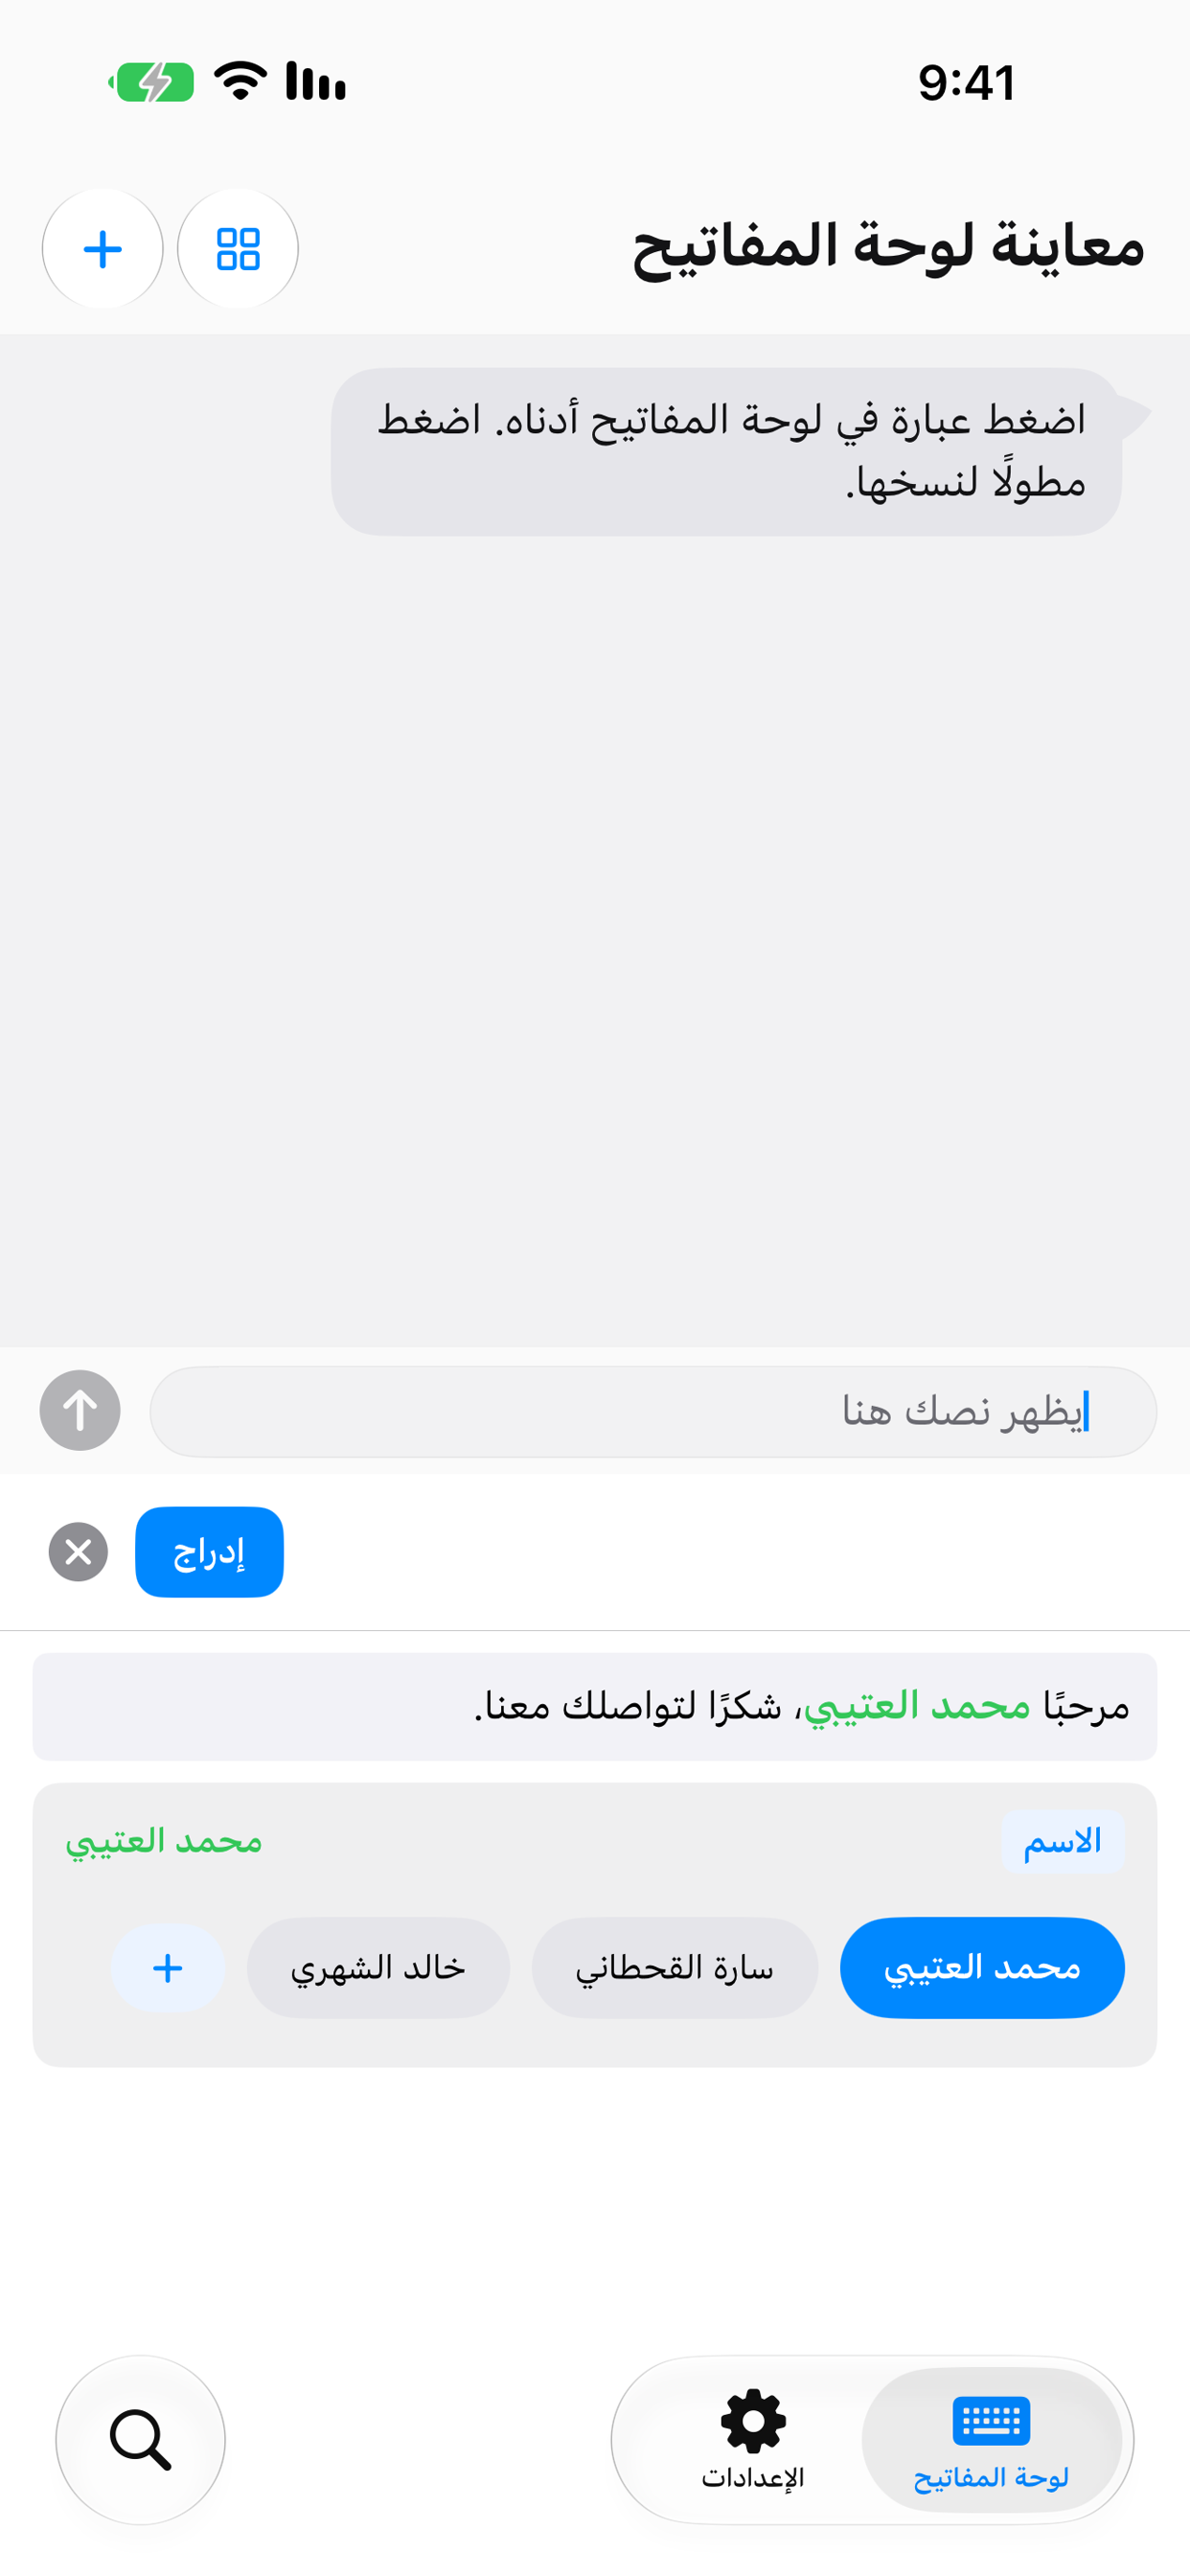 9:41
معاينة لوحة المفاتيح
اضغط عبارة في لوحة المفاتيح أدناه. اضغط
مطولًا لنسخها.
يظهر نصك هنا
إدراج
مرحبًا محمد العتيبي، شكرًا لتواصلك معنا.
الاسم
محمد العتيبي
محمد العتيبي
سارة القحطاني
خالد الشهري
لوحة المفاتيح
الإعدادات